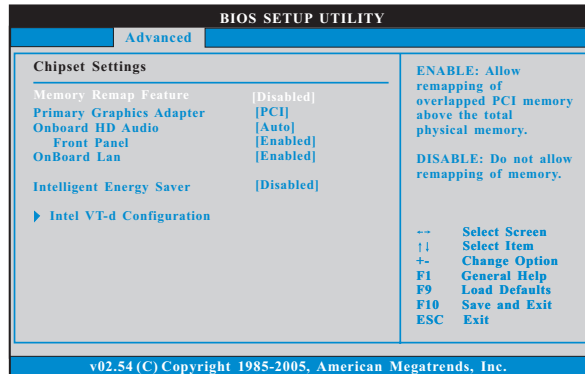 BIOS SETUP UTILITY
Advanced
Chipset Settings
Memory Remap Feature [Disabled]
Primary Graphics Adapter [PCI]
Onboard HD Audio [Auto]
Front Panel [Enabled]
OnBoard Lan [Enabled]
Intelligent Energy Saver [Disabled]
Intel VT-d Configuration
ENABLE: Allow
remapping of
overlapped PCI memory
above the total
physical memory.
DISABLE: Do not allow
remapping of memory.
←→ Select Screen
↑↓ Select Item
+- Change Option
F1 General Help
F9 Load Defaults
F10 Save and Exit
ESC Exit
v02.54 (C) Copyright 1985-2005, American Megatrends, Inc.